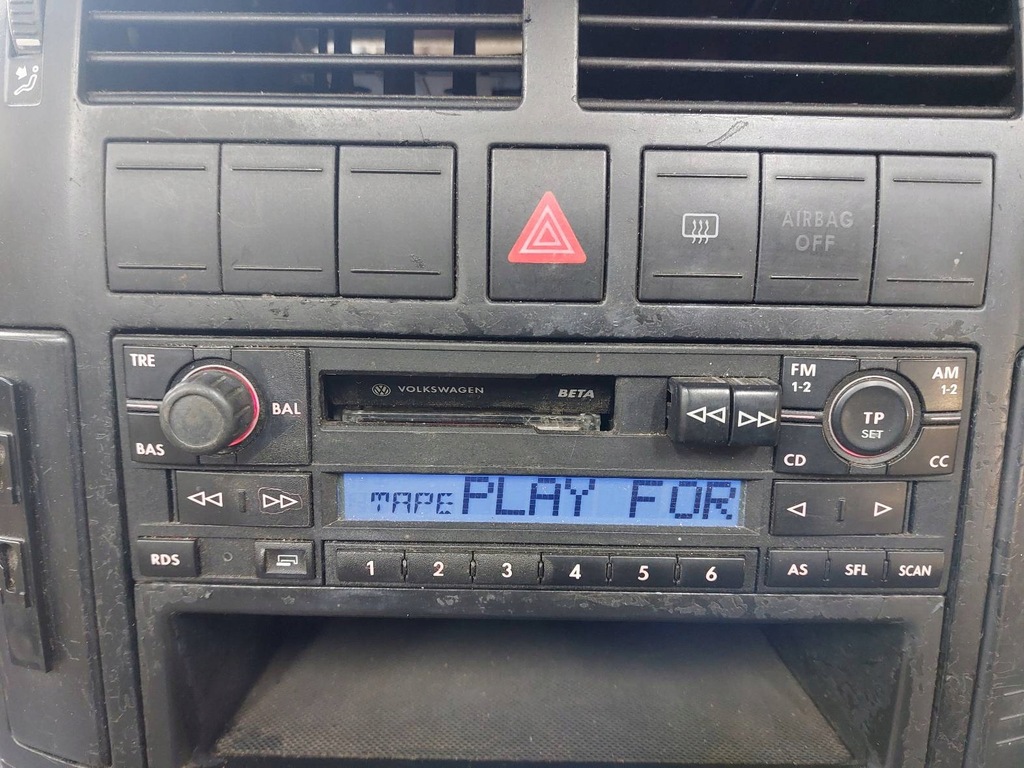 AIRBAG
OFF
TRE
BAL
BAS
VOLKSWAGEN BETA
FM
1-2
AM
1-2
TP
SET
CD
CC
PLAY FOR
RDS
1 2 3 4 5 6
AS SFL SCAN